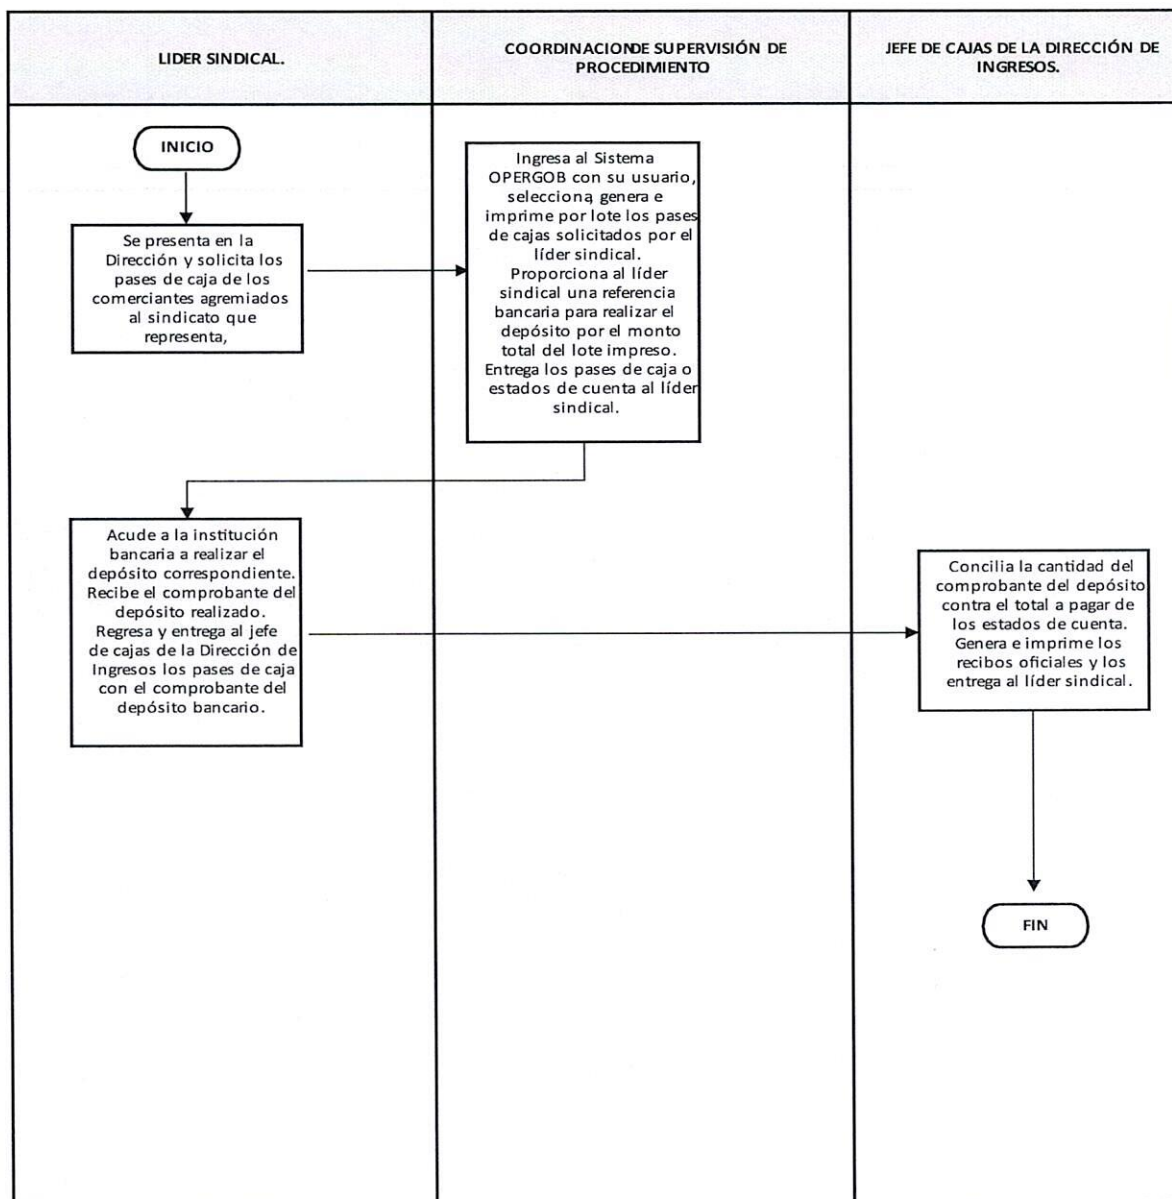 LIDER SINDICAL.
COORDINACIONDE SUPERVISIÓN DE
PROCEDIMIENTO
JEFE DE CAJAS DE LA DIRECCIÓN DE
INGRESOS.
INICIO
Se presenta en la
Dirección y solicita los
pases de caja de los
comerciantes agremiados
al sindicato que
representa,
Ingresa al Sistema
OPERGOB con su usuario,
selecciona, genera e
imprime por lote los pases
de cajas solicitados por el
líder sindical.
Proporciona al líder
sindical una referencia
bancaria para realizar el
depósito por el monto
total del lote impreso.
Entrega los pases de caja o
estados de cuenta al líder
sindical.
Acude a la institución
bancaria a realizar el
depósito correspondiente.
Recibe el comprobante del
depósito realizado.
Regresa y entrega al jefe
de cajas de la Dirección de
Ingresos los pases de caja
con el comprobante del
depósito bancario.
Concilia la cantidad del
comprobante del depósito
contra el total a pagar de
los estados de cuenta.
Genera e imprime los
recibos oficiales y los
entrega al líder sindical.
FIN